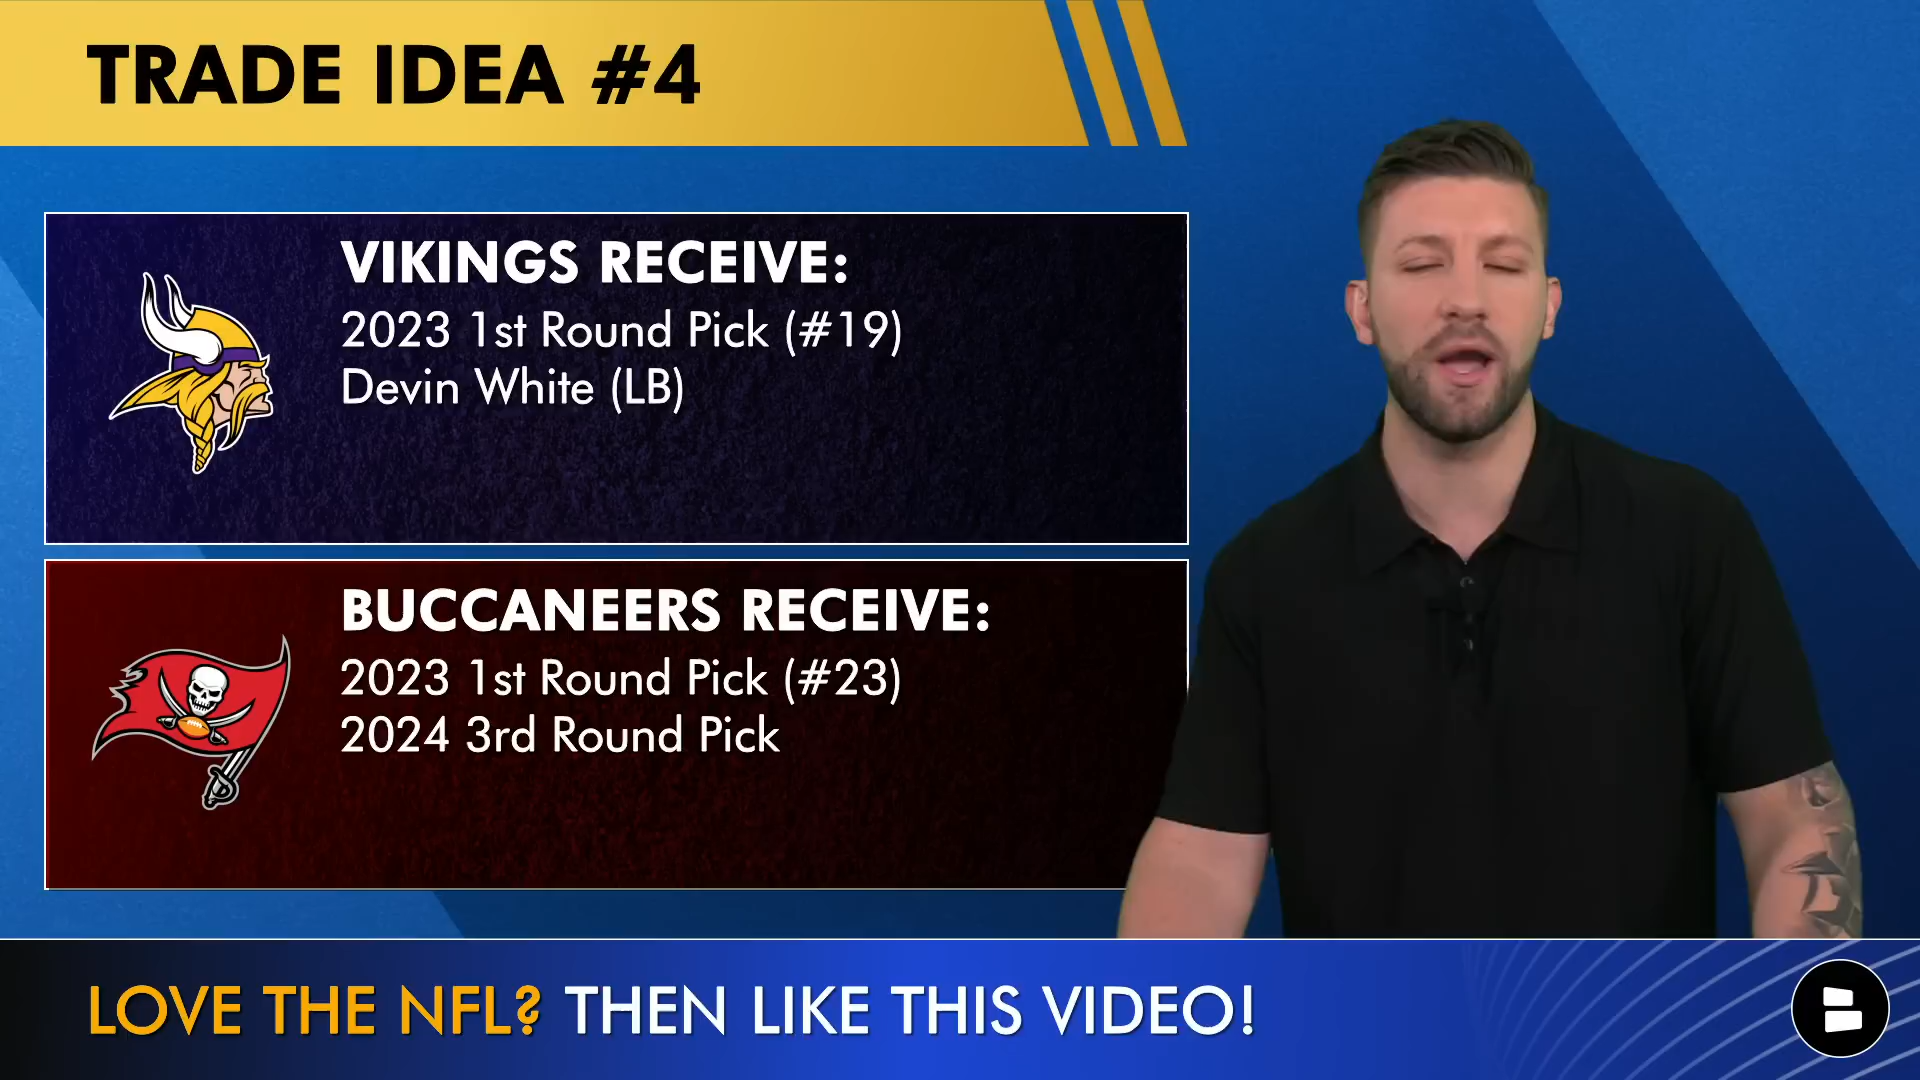 TRADE IDEA #4
VIKINGS RECEIVE:
2023 1st Round Pick (#19)
Devin White (LB)
BUCCANEERS RECEIVE:
2023 1st Round Pick (#23)
2024 3rd Round Pick
LOVE THE NFL? THEN LIKE THIS VIDEO!